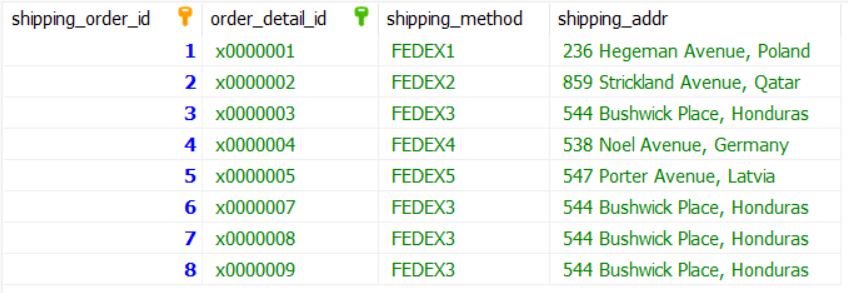 shipping_order_id order_detail_id shipping_method shipping_addr
1 x0000001 FEDEX1 236 Hegeman Avenue, Poland
2 x0000002 FEDEX2 859 Strickland Avenue, Qatar
3 x0000003 FEDEX3 544 Bushwick Place, Honduras
4 x0000004 FEDEX4 538 Noel Avenue, Germany
5 x0000005 FEDEX5 547 Porter Avenue, Latvia
6 x0000007 FEDEX3 544 Bushwick Place, Honduras
7 x0000008 FEDEX3 544 Bushwick Place, Honduras
8 x0000009 FEDEX3 544 Bushwick Place, Honduras